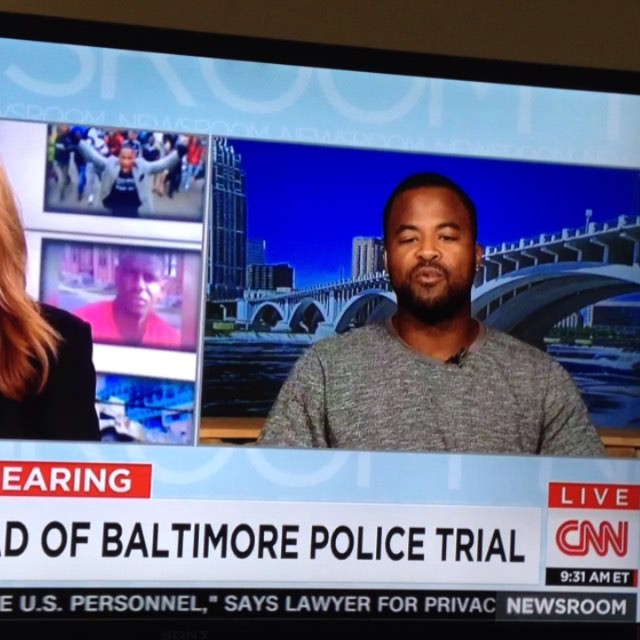 NEWSROOM NEWSROOM NEWSROOM
EARING
D OF BALTIMORE POLICE TRIAL
LIVE
CNN
9:31 AM ET
E U.S. PERSONNEL," SAYS LAWYER FOR PRIVAC
NEWSROOM
SONY